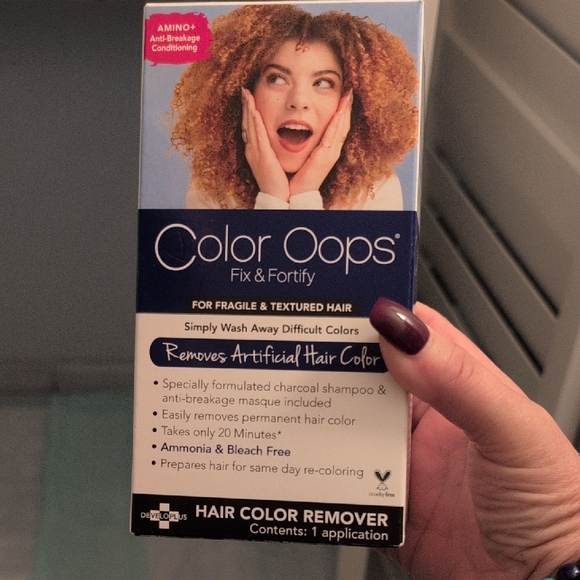 AMINO+
Anti-Breakage
Conditioning
Color Oops®
Fix & Fortify
FOR FRAGILE & TEXTURED HAIR
Simply Wash Away Difficult Colors
Removes Artificial Hair Color
• Specially formulated charcoal shampoo &
anti-breakage masque included
• Easily removes permanent hair color
• Takes only 20 Minutes*
• Ammonia & Bleach Free
• Prepares hair for same day re-coloring
cruelty free
DEVELOPLUS
HAIR COLOR REMOVER
Contents: 1 application